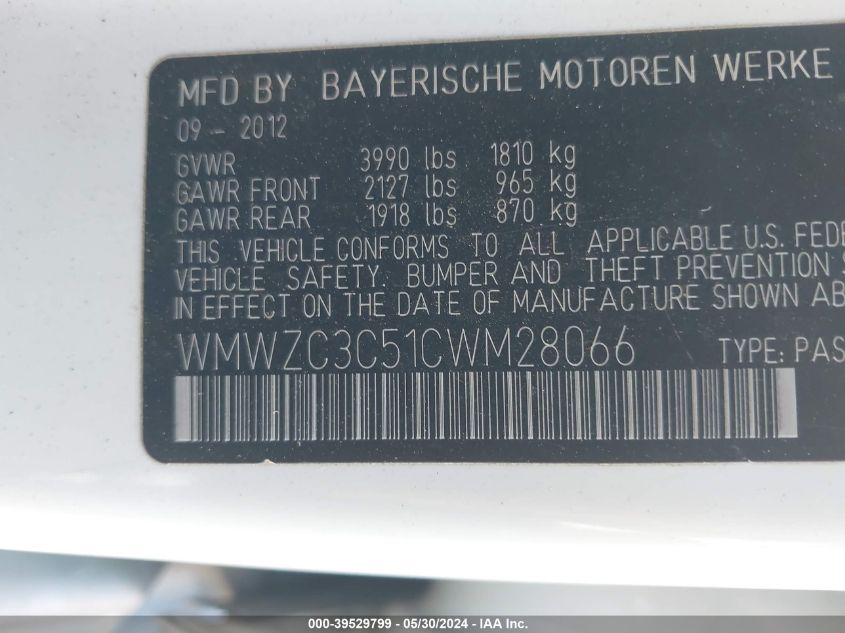 MFD BY BAYERISCHE MOTOREN WERKE
09 - 2012
GVWR 3990 lbs 1810 kg
GAWR FRONT 2127 lbs 965 kg
GAWR REAR 1918 lbs 870 kg
THIS VEHICLE CONFORMS TO ALL APPLICABLE U.S. FEDE
VEHICLE SAFETY. BUMPER AND THEFT PREVENTION S
IN EFFECT ON THE DATE OF MANUFACTURE SHOWN AB
WMWZC3C51CWM28066 TYPE: PAS
000-39529799 - 05/30/2024 - IAA Inc.